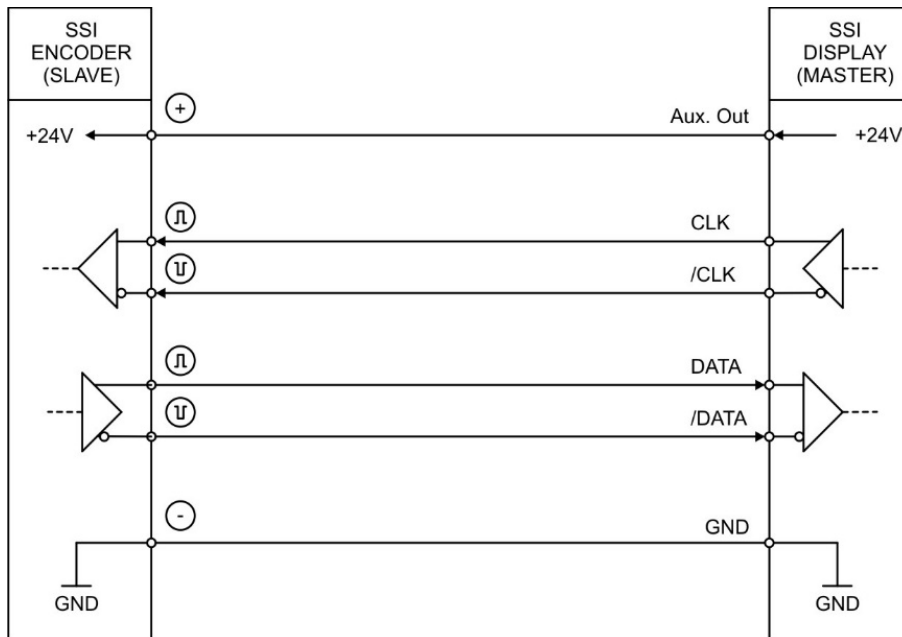 SSI
ENCODER
(SLAVE)
SSI
DISPLAY
(MASTER)
+
Aux. Out
+24V
+24V
CLK
/CLK
DATA
/DATA
-
GND
GND
GND